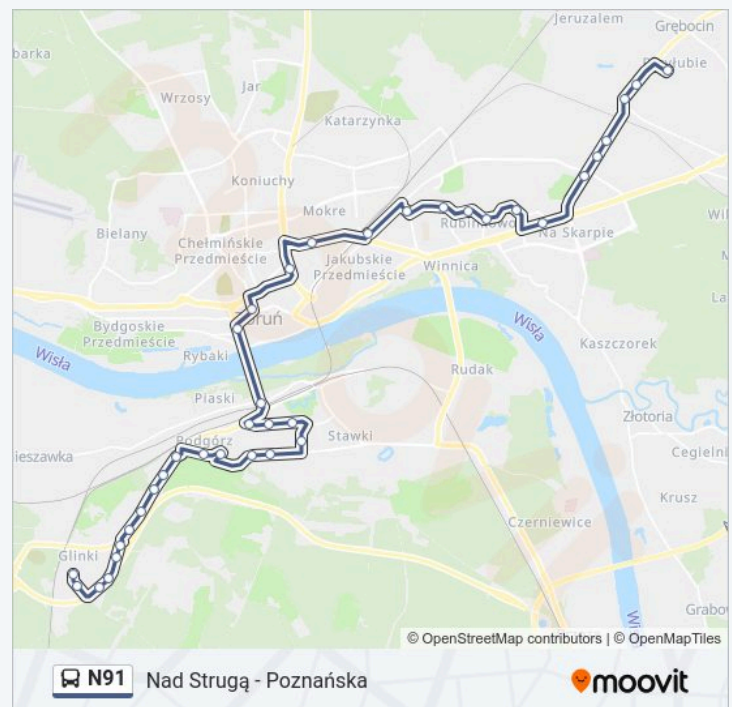 Jeruzalem
Grębocin
barka
Jar
Wrzosy
Katarzynka
Koniuchy
Mokre
Bielany
Chełmińskie
Przedmieście
Rubinkowo
Na Skarpie
Jakubskie
Przedmieście
Winnica
Toruń
Bydgoskie
Przedmieście
Rybaki
Wisła
Wisła
Kaszczorek
Rudak
Piaski
Złotoria
Podgórz
Stawki
ieszawka
Cegielni
Krusz
Czerniewice
Glinki
Grabow
© OpenStreetMap contributors | © OpenMapTiles
N91 Nad Strugą - Poznańska
moovit